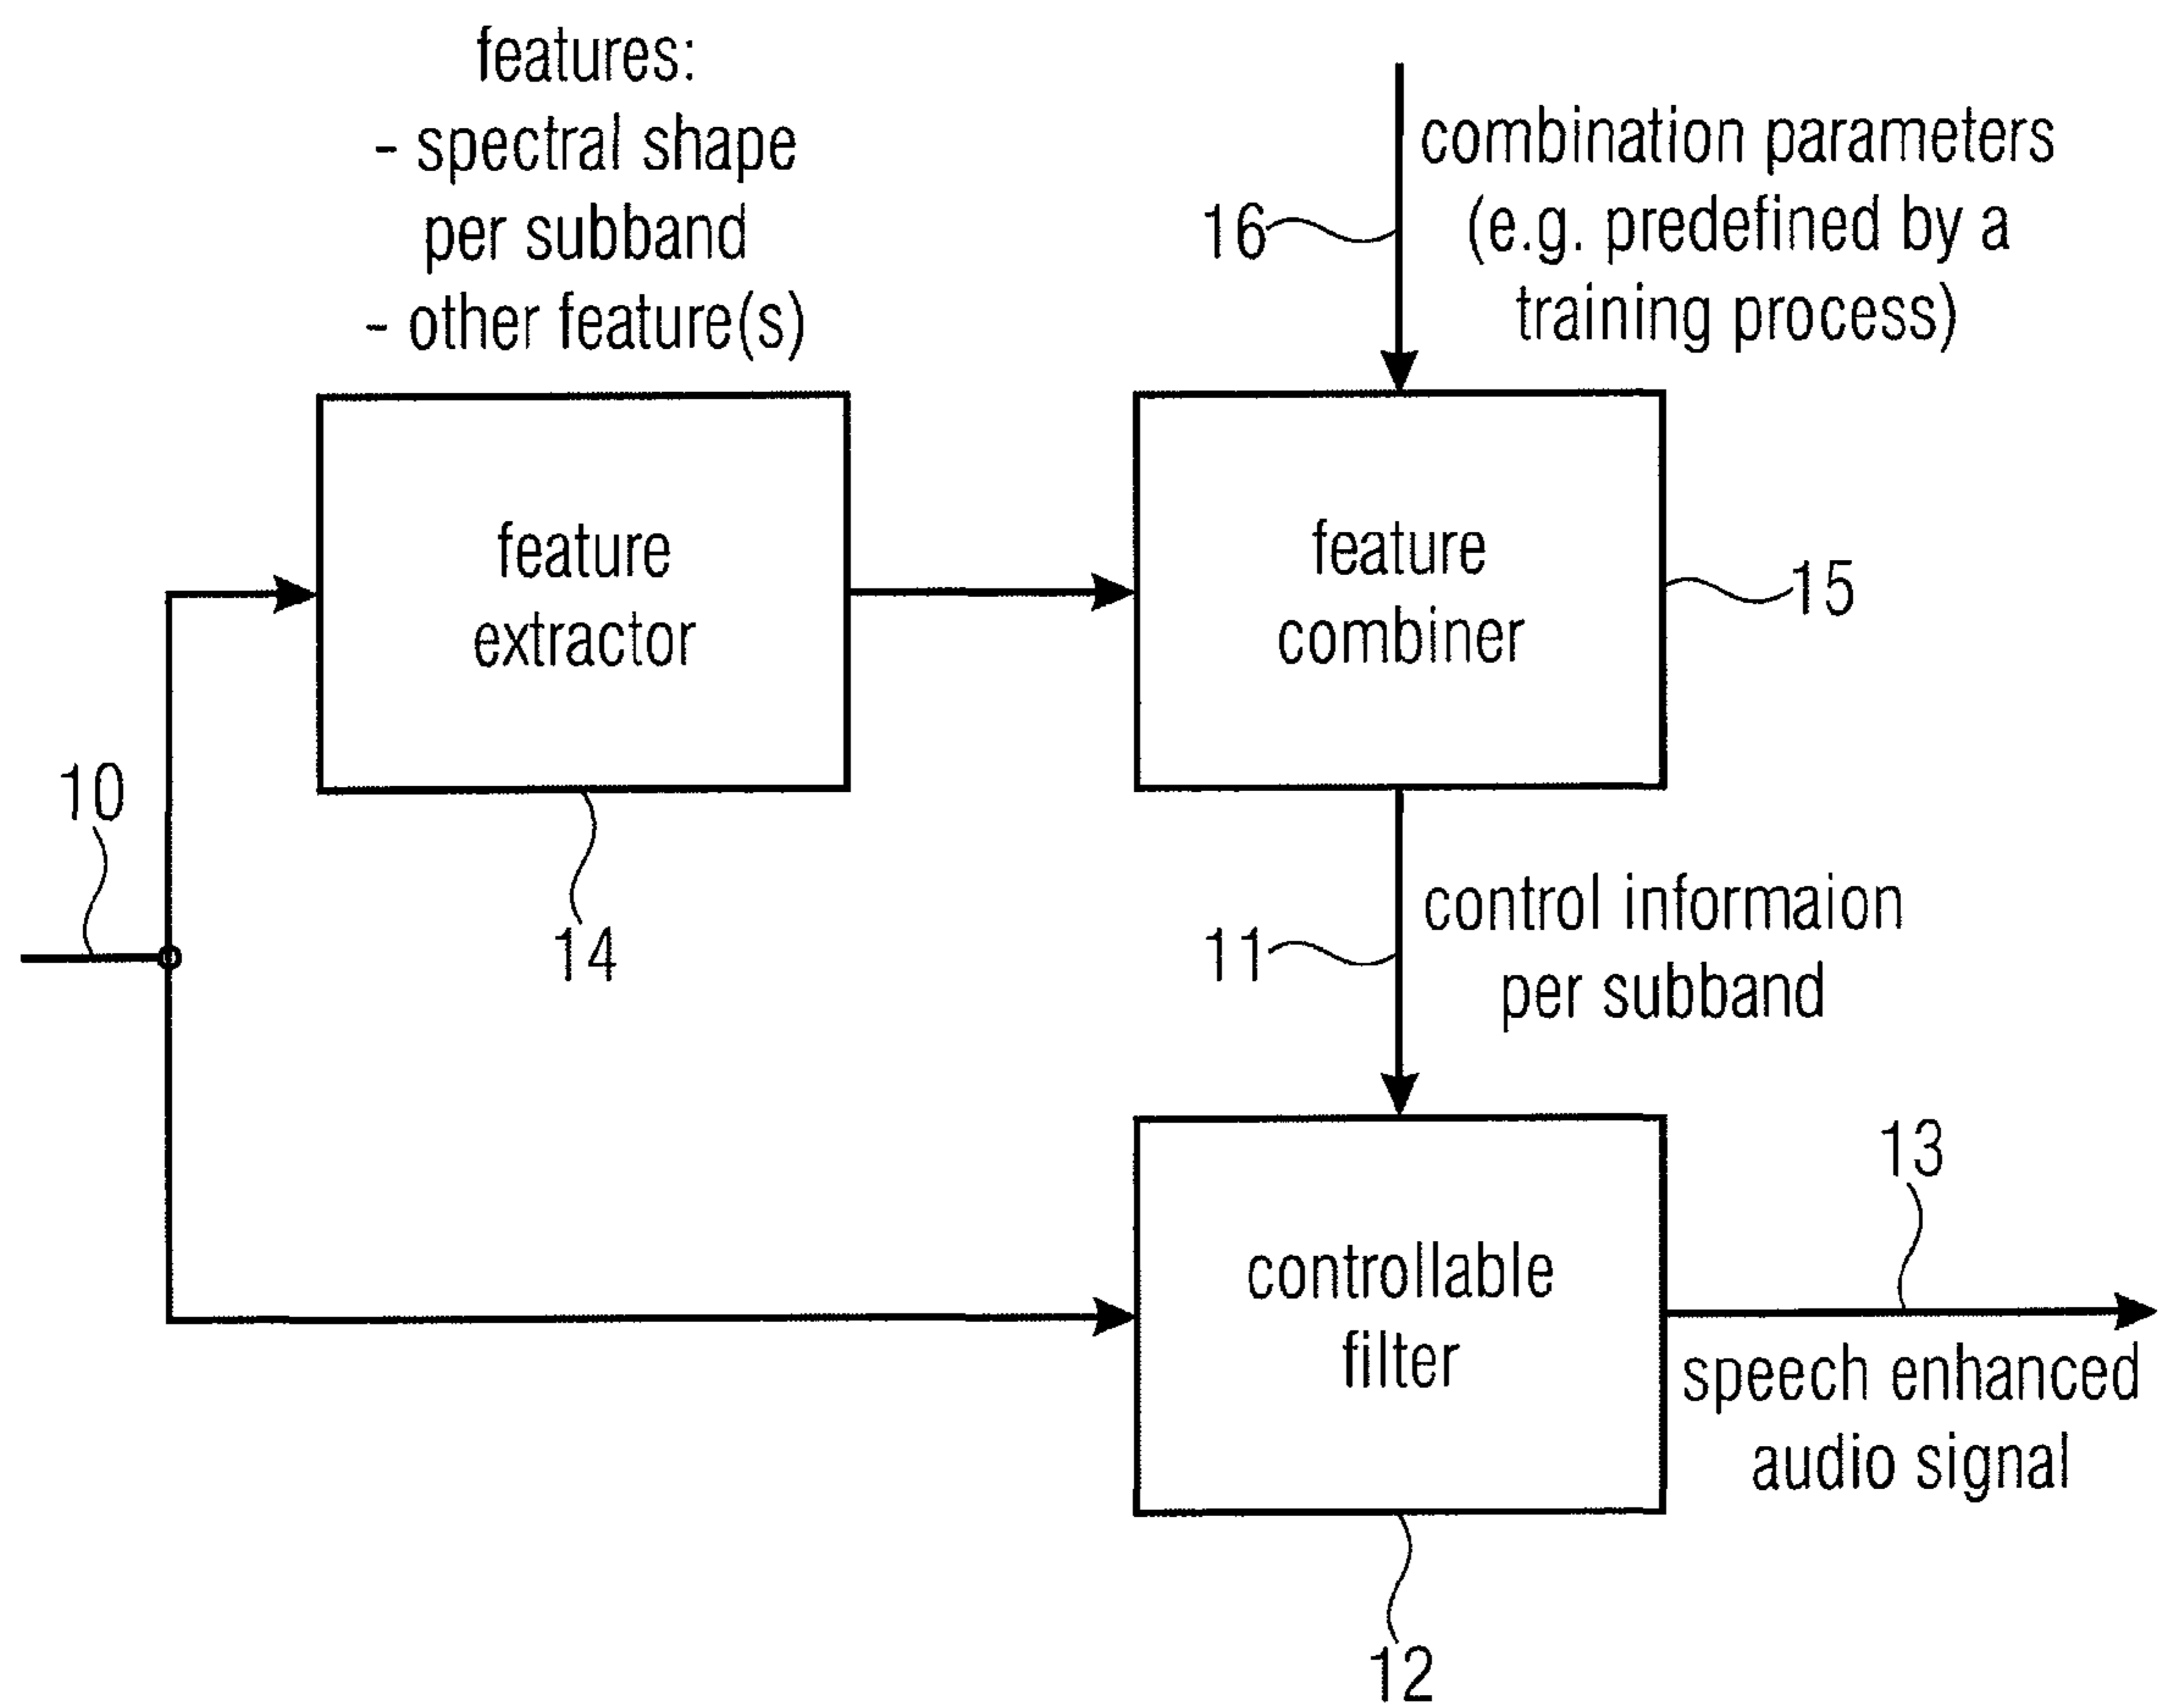 features:
- spectral shape
per subband
- other feature(s)
combination parameters
(e.g. predefined by a
training process)
16
feature
extractor
feature
combiner
15
10
14
control informaion
per subband
11
controllable
filter
13
speech enhanced
audio signal
12